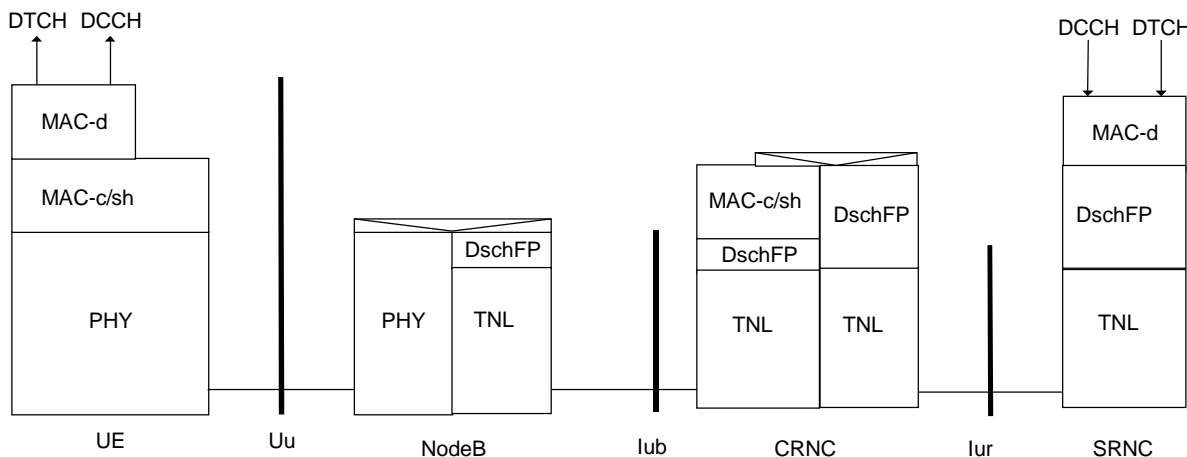 DTCH DCCH
DCCH DTCH
MAC-d
MAC-d
MAC-c/sh
MAC-c/sh
DschFP
DschFP
DschFP
DschFP
PHY
PHY
TNL
TNL
TNL
TNL
UE
Uu
NodeB
Iub
CRNC
Iur
SRNC